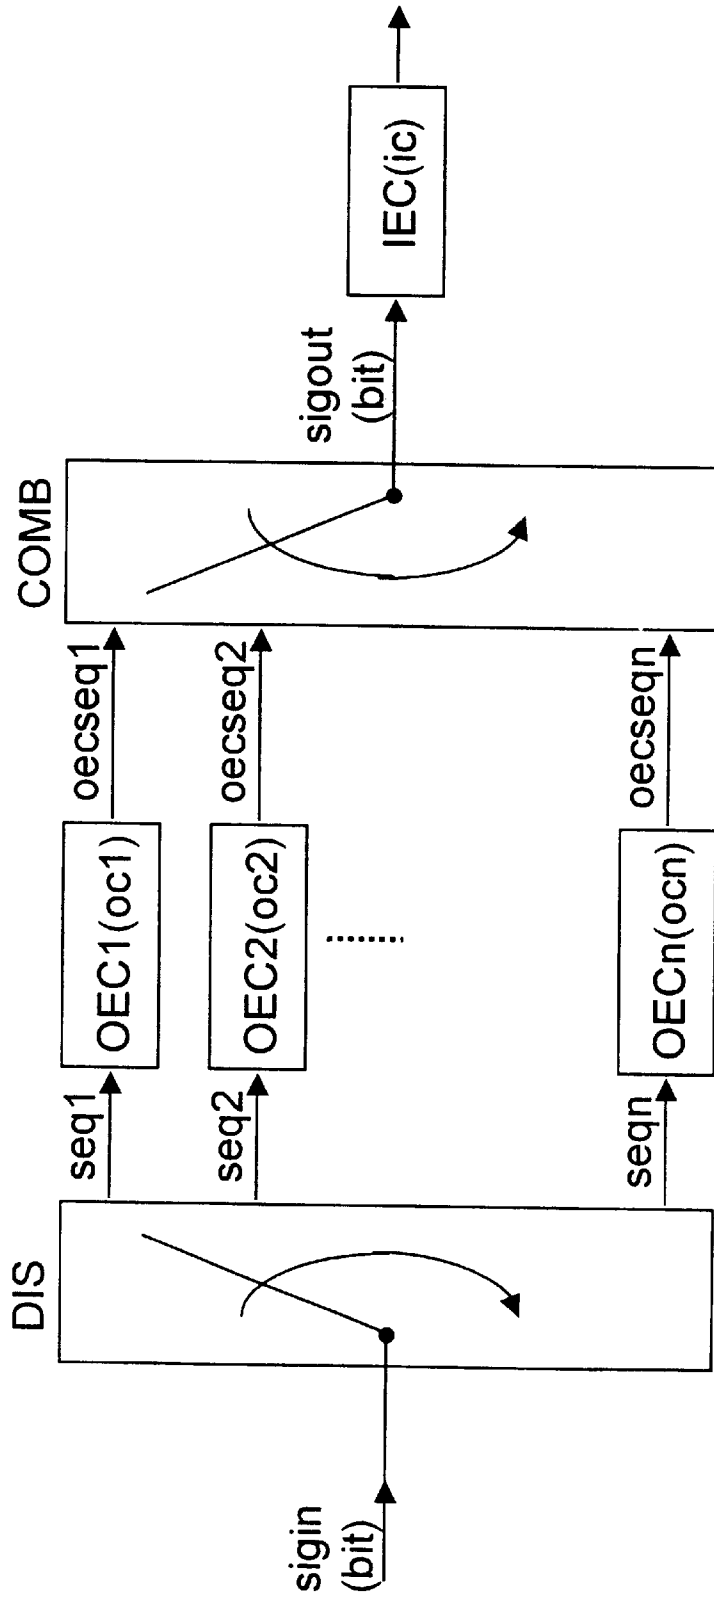 sigin
(bit)
DIS
seq1
seq2
seqn
OEC1(oc1)
OEC2(oc2)
OECn(ocn)
oecseq1
oecseq2
oecseqn
COMB
sigout
(bit)
IEC(ic)